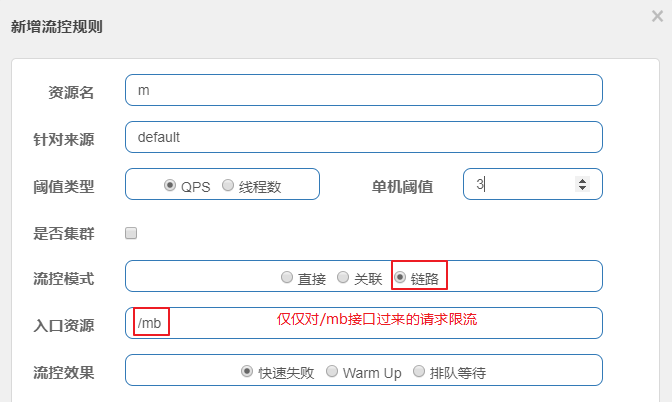 新增流控规则 ×
资源名 m
针对来源 default
阈值类型 QPS 线程数 单机阈值 3
是否集群
流控模式 直接 关联 链路
入口资源 /mb 仅仅对/mb接口过来的请求限流
流控效果 快速失败 Warm Up 排队等待